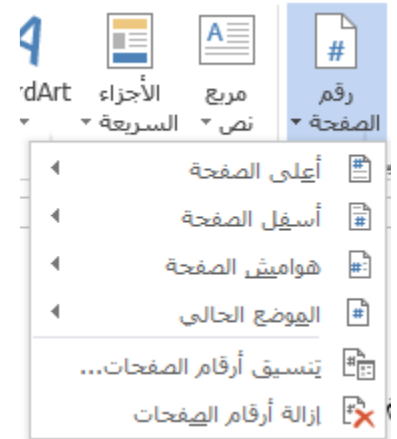 رقم الصفحة
مربع نص
الأجزاء السريعة
rdArt
أعلى الصفحة
أسفل الصفحة
هوامش الصفحة
الموضع الحالي
تنسيق أرقام الصفحات...
إزالة أرقام الصفحات